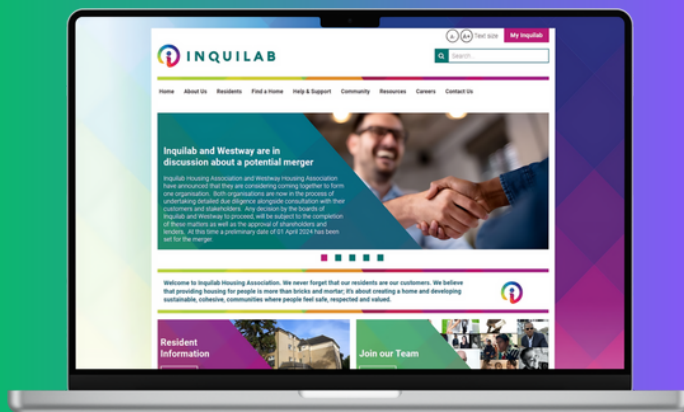 A- A+ Text size My Inquilab
INQUILAB
Search
Home About Us Residents Find a Home Help & Support Community Resources Careers Contact Us
Inquilab and Westway are in
discussion about a potential merger
Inquilab Housing Association and Westway Housing Association
have announced that they are considering coming together to form
one organisation. Both organisations are now in the process of
undertaking detailed due diligence alongside consultation with their
customers and stakeholders. Any decision by the boards of
Inquilab and Westway to proceed, will be subject to the completion
of these matters as well as the approval of shareholders and
lenders. At this time a preliminary date of 01 April 2024 has been
set for the merger.
Welcome to Inquilab Housing Association. We never forget that our residents are our customers. We believe
that providing housing for people is more than bricks and mortar; it's about creating a home and developing
sustainable, cohesive, communities where people feel safe, respected and valued.
Resident
Information
Join our Team